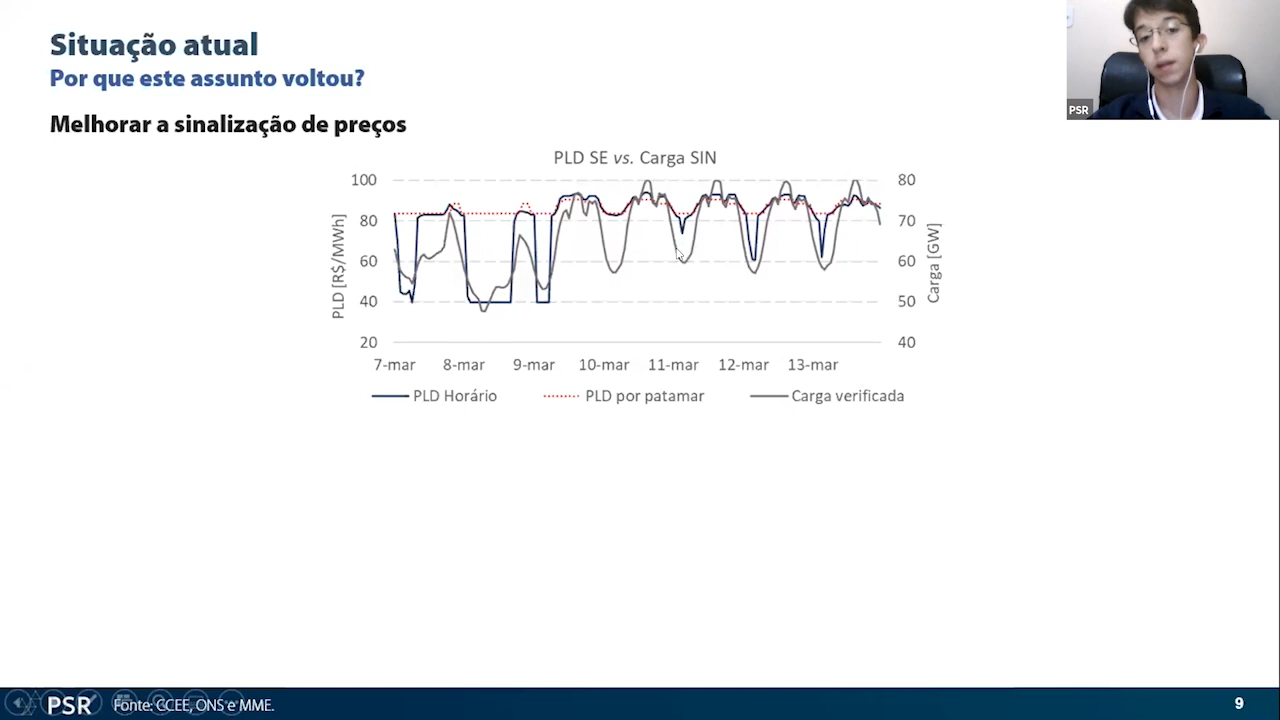 Situação atual
Por que este assunto voltou?
PSR
Melhorar a sinalização de preços
PLD SE vs. Carga SIN
100
80
60
40
20
PLD [R$/MWh]
80
70
60
50
40
Carga [GW]
7-mar 8-mar 9-mar 10-mar 11-mar 12-mar 13-mar
PLD Horário PLD por patamar Carga verificada
PSR Fonte: CCEE, ONS e MME. 9